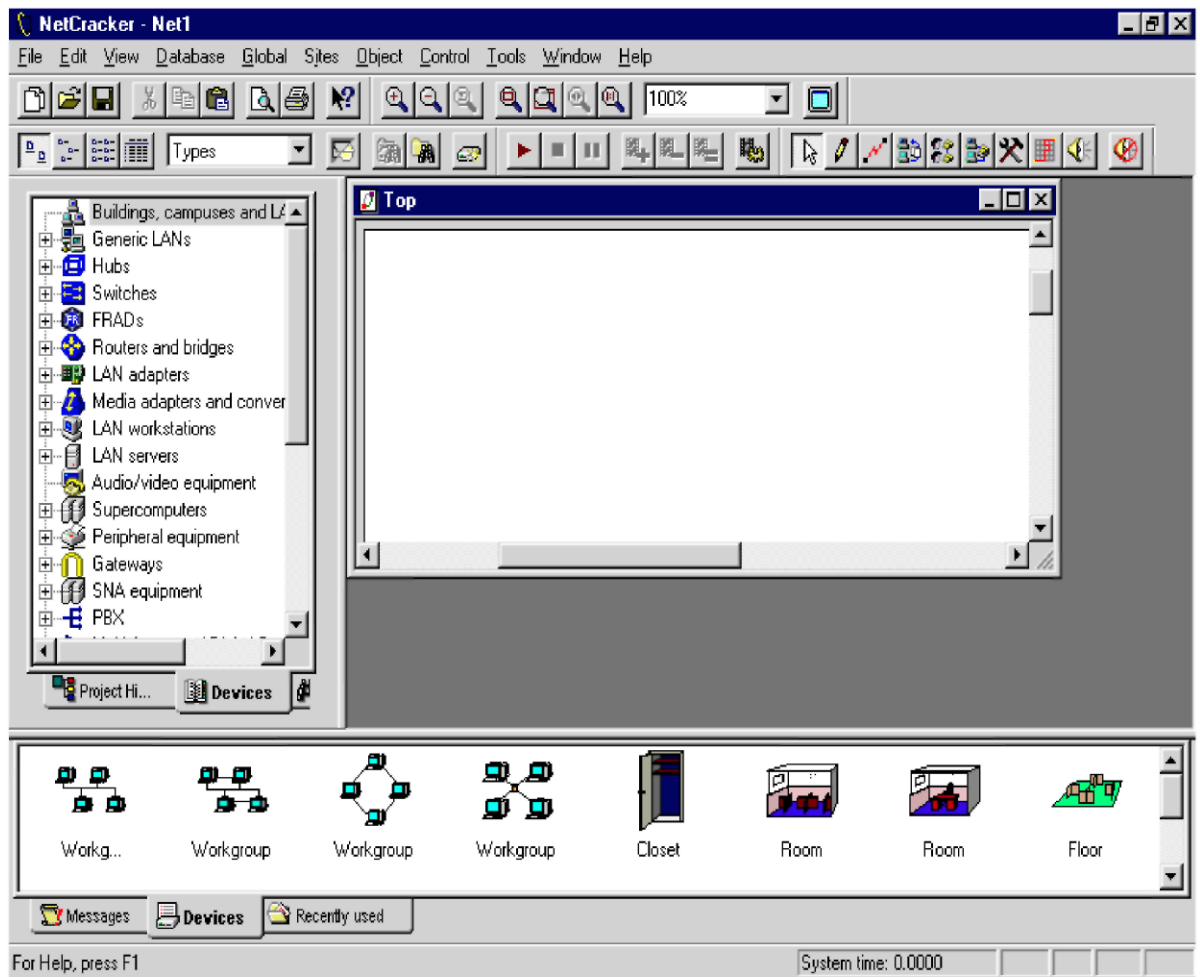 NetCracker - Net1
File Edit View Database Global Sites Object Control Tools Window Help
100%
Types
Buildings, campuses and LA
Generic LANs
Hubs
Switches
FRADs
Routers and bridges
LAN adapters
Media adapters and conver
LAN workstations
LAN servers
Audio/video equipment
Supercomputers
Peripheral equipment
Gateways
SNA equipment
PBX
Project Hi... Devices
Top
Workg... Workgroup Workgroup Workgroup Closet Room Room Floor
Messages Devices Recently used
For Help, press F1 System time: 0.0000